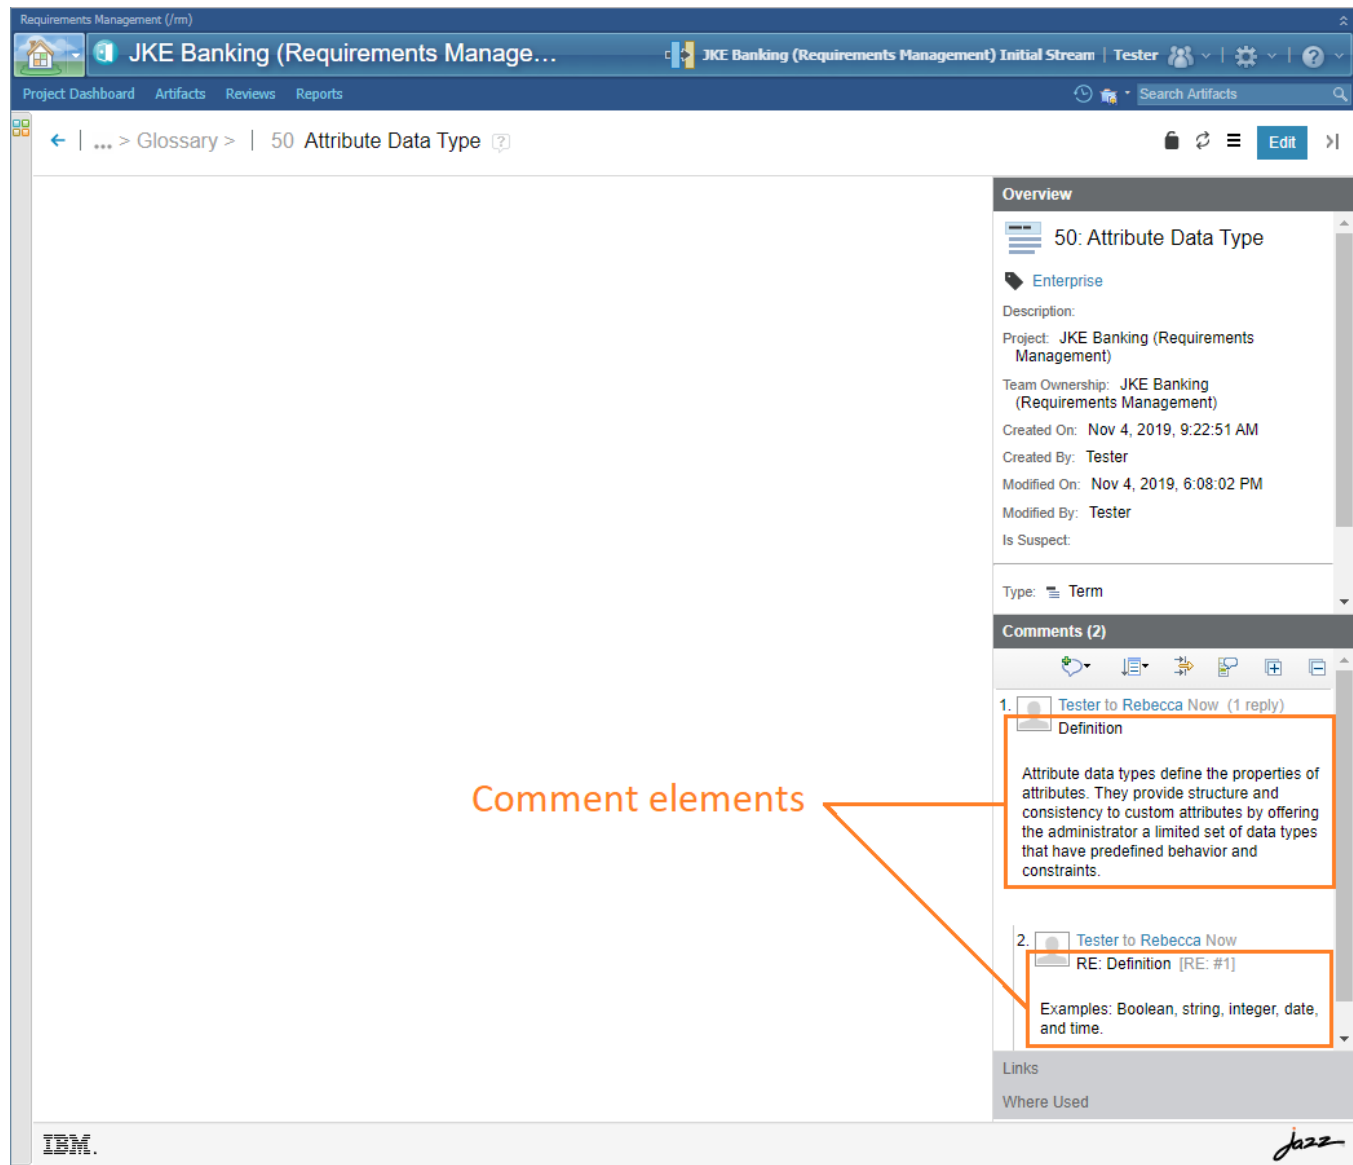 Requirements Management (/rm)
JKE Banking (Requirements Manage...
JKE Banking (Requirements Management) Initial Stream | Tester
Project Dashboard Artifacts Reviews Reports
Search Artifacts
... > Glossary > | 50 Attribute Data Type
Edit
Overview
50: Attribute Data Type
Enterprise
Description:
Project: JKE Banking (Requirements
Management)
Team Ownership: JKE Banking
(Requirements Management)
Created On: Nov 4, 2019, 9:22:51 AM
Created By: Tester
Modified On: Nov 4, 2019, 6:08:02 PM
Modified By: Tester
Is Suspect:
Type: Term
Comments (2)
1. Tester to Rebecca Now (1 reply)
Definition
Attribute data types define the properties of
attributes. They provide structure and
consistency to custom attributes by offering
the administrator a limited set of data types
that have predefined behavior and
constraints.
Comment elements
2. Tester to Rebecca Now
RE: Definition [RE: #1]
Examples: Boolean, string, integer, date,
and time.
Links
Where Used
IBM.
jazz